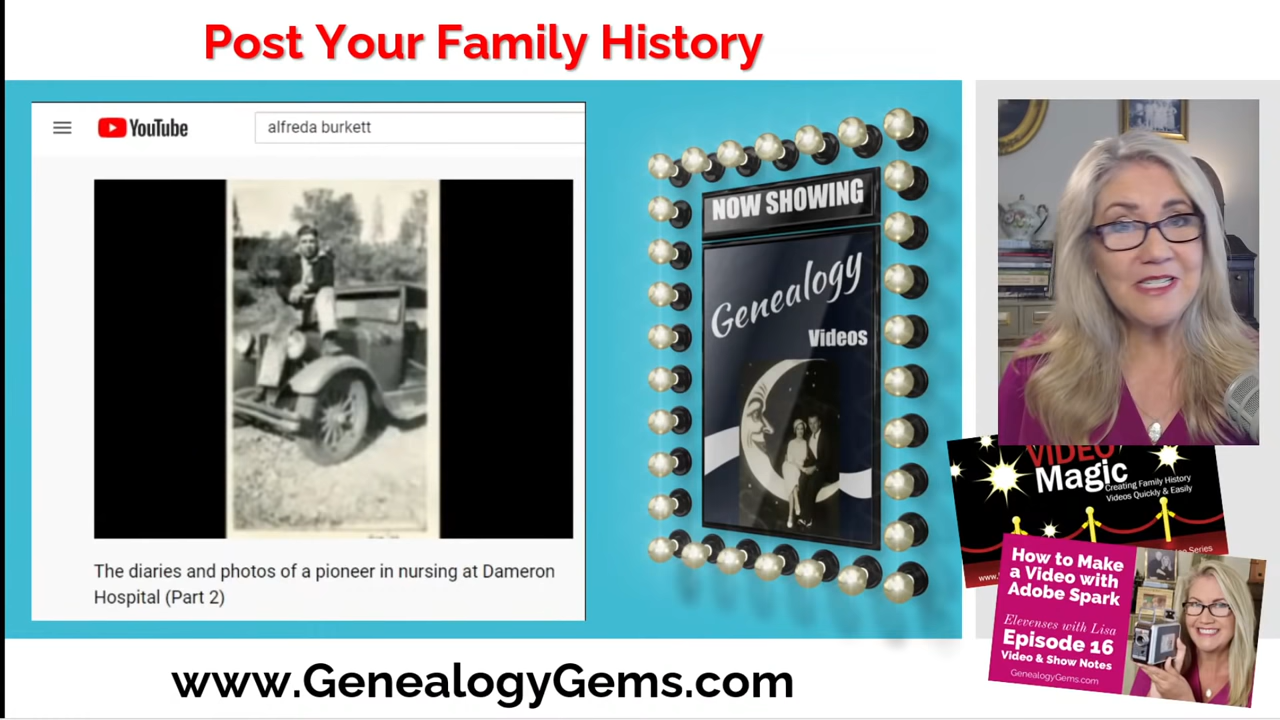 Post Your Family History
YouTube
alfreda burkett
The diaries and photos of a pioneer in nursing at Dameron
Hospital (Part 2)
NOW SHOWING
Genealogy
Videos
VIDEO
Magic
Creating Family History
Videos Quickly & Easily
Series
How to Make
a Video with
Adobe Spark
Elevenses with Lisa
Episode 16
Video & Show Notes
GenealogyGems.com
www.GenealogyGems.com